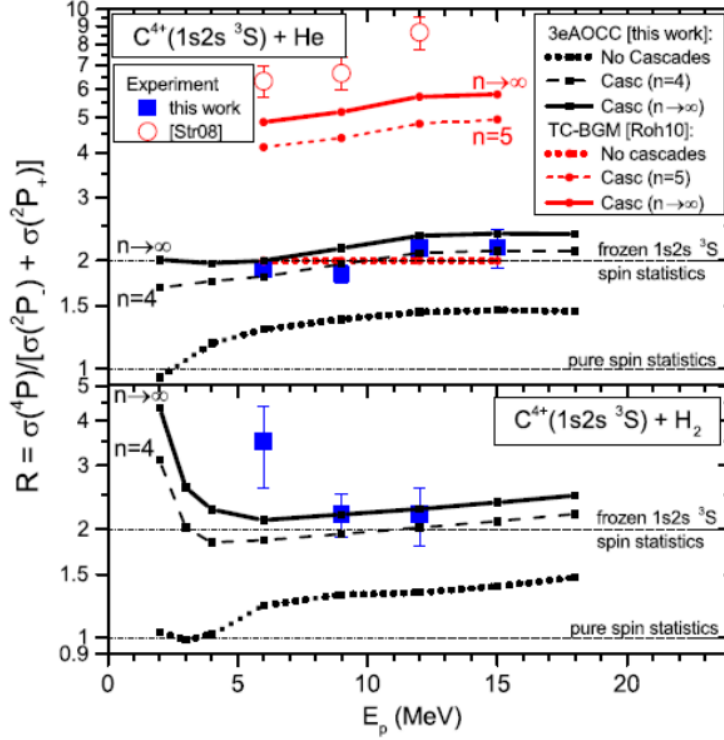 C⁴⁺(1s2s ³S) + He
Experiment
this work
[Str08]
3eAOCC [this work]:
No Cascades
Casc (n=4)
Casc (n→∞)
TC-BGM [Roh10]:
No cascades
Casc (n=5)
Casc (n→∞)
n→∞
n=5
n→∞
n=4
frozen 1s2s ³S
spin statistics
pure spin statistics
10
9
8
7
6
5
4
3
2
1.5
1
R = σ(⁴P)/[σ(²P₋) + σ(²P₊)]
C⁴⁺(1s2s ³S) + H₂
n→∞
n=4
frozen 1s2s ³S
spin statistics
pure spin statistics
5
4
3
2
1.5
1
0.9
0 5 10 15 20
Eₚ (MeV)